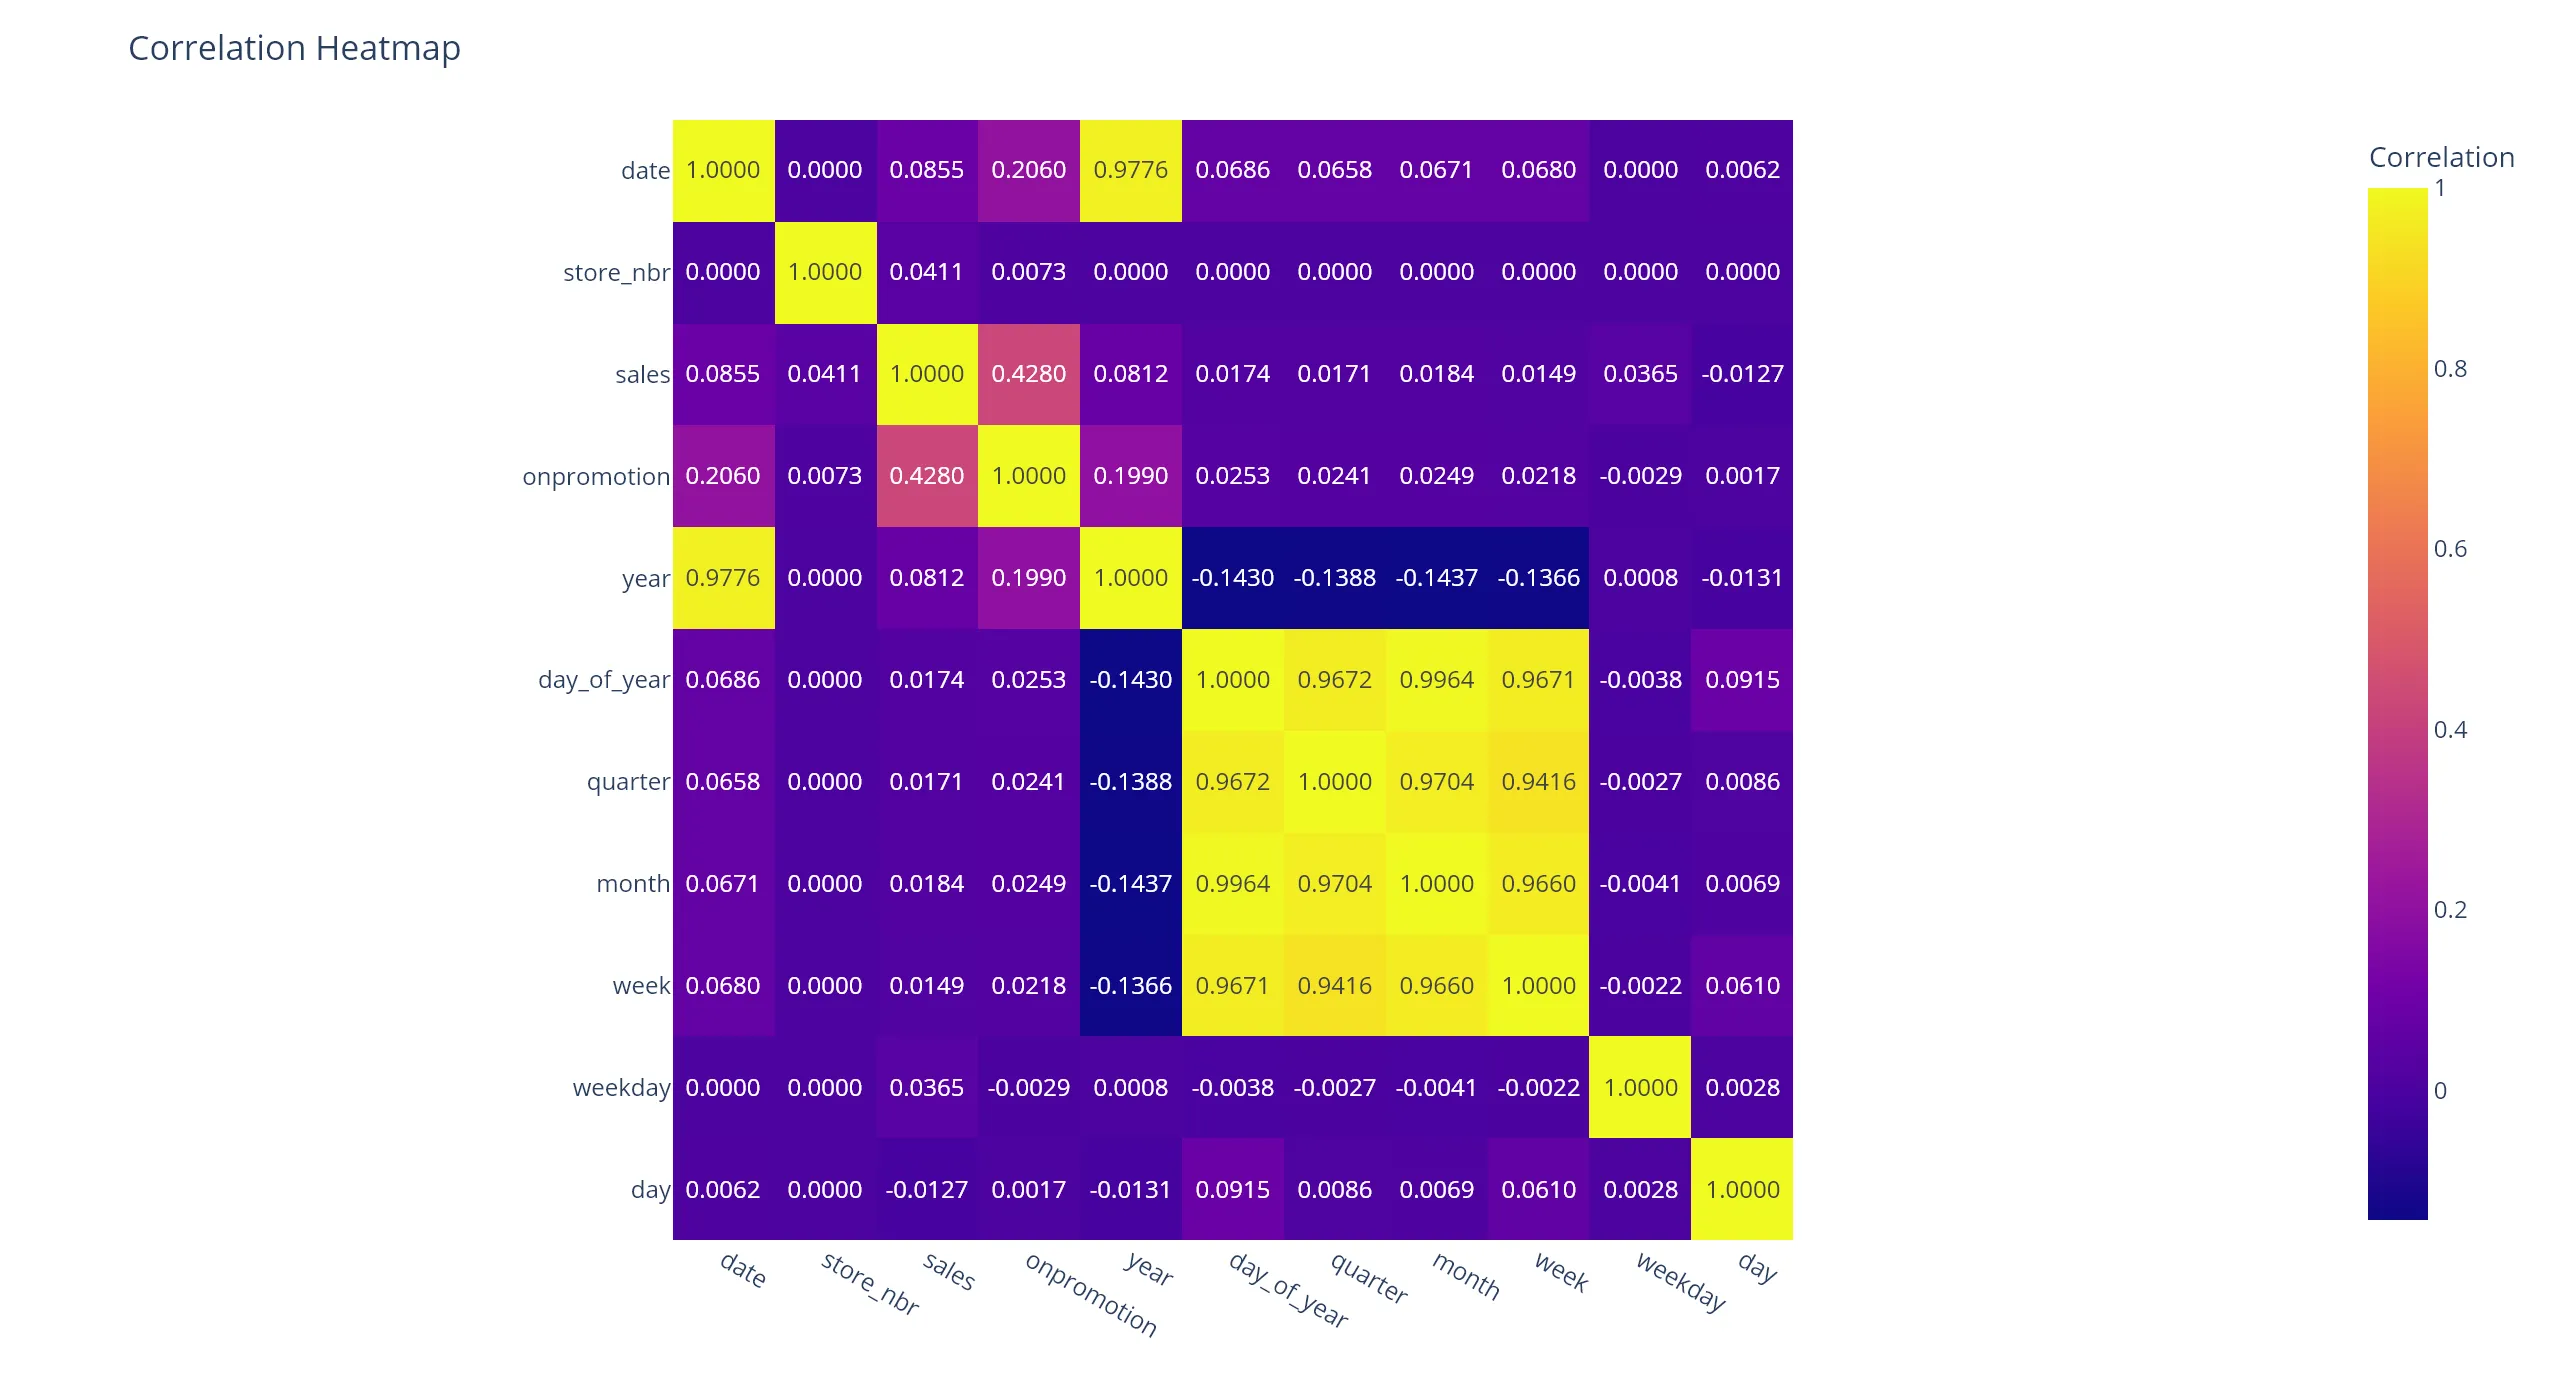 Correlation Heatmap
Correlation
date 1.0000 0.0000 0.0855 0.2060 0.9776 0.0686 0.0658 0.0671 0.0680 0.0000 0.0062
store_nbr 0.0000 1.0000 0.0411 0.0073 0.0000 0.0000 0.0000 0.0000 0.0000 0.0000 0.0000
sales 0.0855 0.0411 1.0000 0.4280 0.0812 0.0174 0.0171 0.0184 0.0149 0.0365 -0.0127
onpromotion 0.2060 0.0073 0.4280 1.0000 0.1990 0.0253 0.0241 0.0249 0.0218 -0.0029 0.0017
year 0.9776 0.0000 0.0812 0.1990 1.0000 -0.1430 -0.1388 -0.1437 -0.1366 0.0008 -0.0131
day_of_year 0.0686 0.0000 0.0174 0.0253 -0.1430 1.0000 0.9672 0.9964 0.9671 -0.0038 0.0915
quarter 0.0658 0.0000 0.0171 0.0241 -0.1388 0.9672 1.0000 0.9704 0.9416 -0.0027 0.0086
month 0.0671 0.0000 0.0184 0.0249 -0.1437 0.9964 0.9704 1.0000 0.9660 -0.0041 0.0069
week 0.0680 0.0000 0.0149 0.0218 -0.1366 0.9671 0.9416 0.9660 1.0000 -0.0022 0.0610
weekday 0.0000 0.0000 0.0365 -0.0029 0.0008 -0.0038 -0.0027 -0.0041 -0.0022 1.0000 0.0028
day 0.0062 0.0000 -0.0127 0.0017 -0.0131 0.0915 0.0086 0.0069 0.0610 0.0028 1.0000
date store_nbr sales onpromotion year day_of_year quarter month week weekday day
1
0.8
0.6
0.4
0.2
0